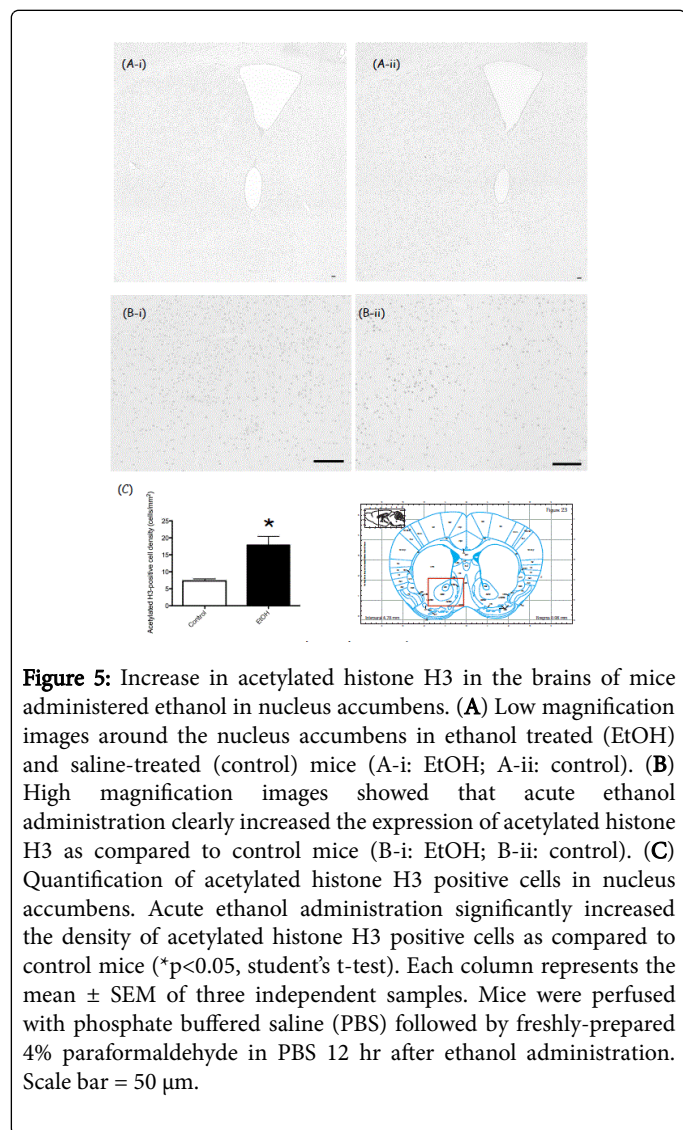 (A-i)
(A-ii)
(B-i)
(B-ii)
(C)
Acetylated H3-positive cell density (cells/mm²)
25
20
15
10
5
0
*
Control
EtOH
Figure 23
Interaural 4.78 mm
Figure 5: Increase in acetylated histone H3 in the brains of mice
administered ethanol in nucleus accumbens. (A) Low magnification
images around the nucleus accumbens in ethanol treated (EtOH)
and saline-treated (control) mice (A-i: EtOH; A-ii: control). (B)
High magnification images showed that acute ethanol
administration clearly increased the expression of acetylated histone
H3 as compared to control mice (B-i: EtOH; B-ii: control). (C)
Quantification of acetylated histone H3 positive cells in nucleus
accumbens. Acute ethanol administration significantly increased
the density of acetylated histone H3 positive cells as compared to
control mice (*p<0.05, student's t-test). Each column represents the
mean ± SEM of three independent samples. Mice were perfused
with phosphate buffered saline (PBS) followed by freshly-prepared
4% paraformaldehyde in PBS 12 hr after ethanol administration.
Scale bar = 50 μm.